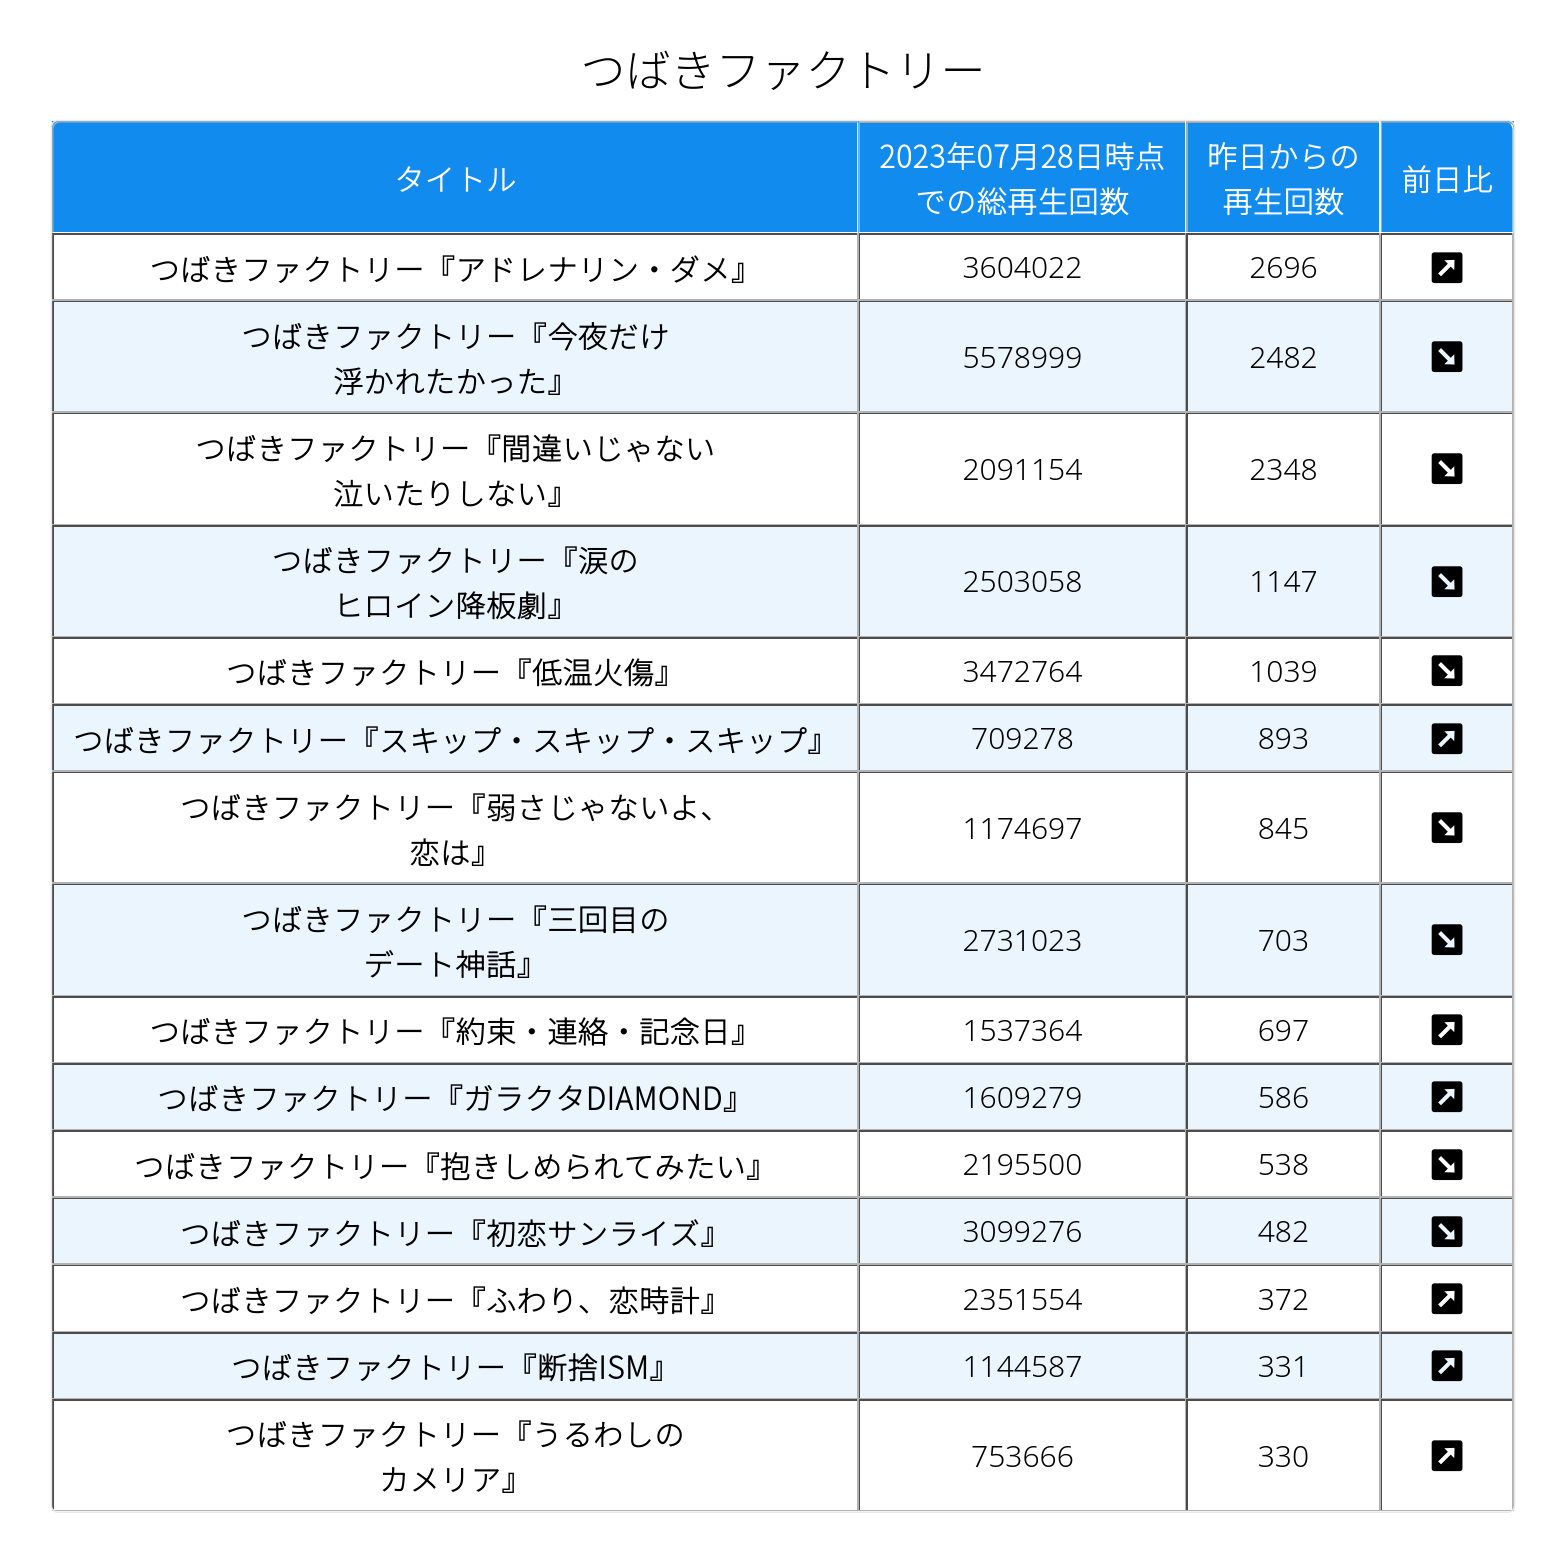 つばきファクトリー
タイトル
2023年07月28日時点
での総再生回数
昨日からの
再生回数
前日比
つばきファクトリー『アドレナリン・ダメ』 3604022 2696 ↗
つばきファクトリー『今夜だけ
浮かれたかった』 5578999 2482 ↘
つばきファクトリー『間違いじゃない
泣いたりしない』 2091154 2348 ↘
つばきファクトリー『涙の
ヒロイン降板劇』 2503058 1147 ↘
つばきファクトリー『低温火傷』 3472764 1039 ↘
つばきファクトリー『スキップ・スキップ・スキップ』 709278 893 ↗
つばきファクトリー『弱さじゃないよ、
恋は』 1174697 845 ↘
つばきファクトリー『三回目の
デート神話』 2731023 703 ↘
つばきファクトリー『約束・連絡・記念日』 1537364 697 ↗
つばきファクトリー『ガラクタDIAMOND』 1609279 586 ↗
つばきファクトリー『抱きしめられてみたい』 2195500 538 ↘
つばきファクトリー『初恋サンライズ』 3099276 482 ↘
つばきファクトリー『ふわり、恋時計』 2351554 372 ↗
つばきファクトリー『断捨ISM』 1144587 331 ↗
つばきファクトリー『うるわしの
カメリア』 753666 330 ↗